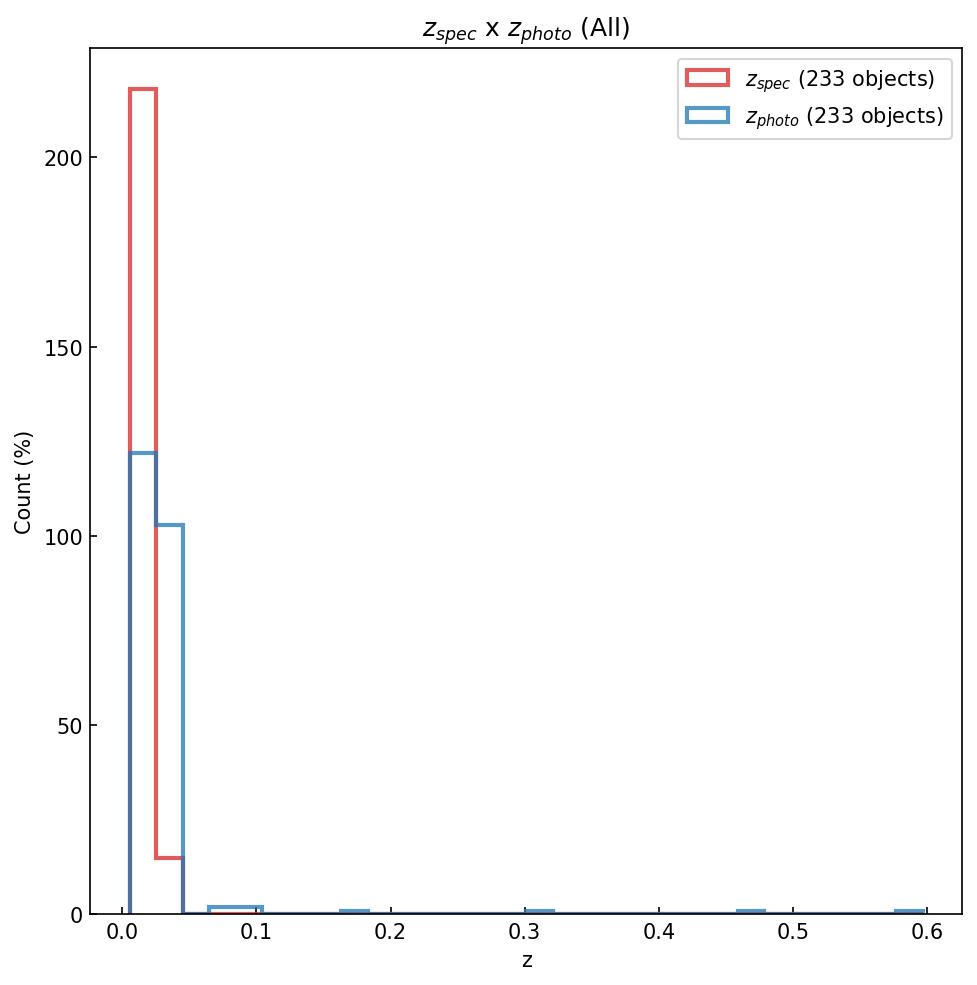 z_spec x z_photo (All)
z_spec (233 objects)
z_photo (233 objects)
Count (%)
200
150
100
50
0
0.0 0.1 0.2 0.3 0.4 0.5 0.6
z